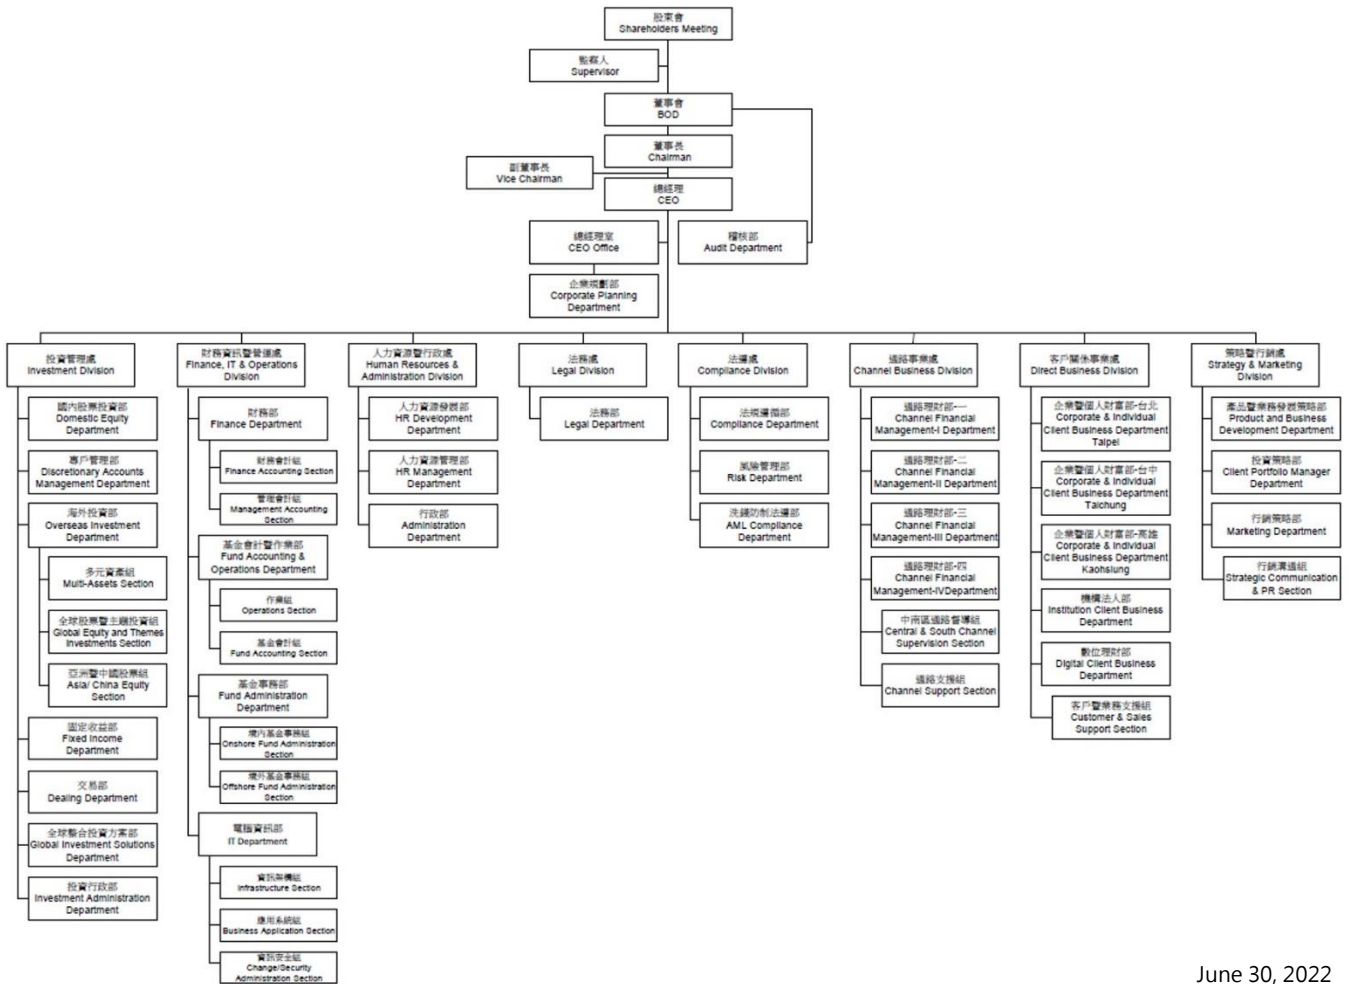 股東會
Shareholders Meeting
監察人
Supervisor
董事會
BOD
董事長
Chairman
副董事長
Vice Chairman
總經理
CEO
總經理室
CEO Office
稽核部
Audit Department
企業規劃部
Corporate Planning
Department
投資管理處
Investment Division
國內股票投資部
Domestic Equity
Department
專戶管理部
Discretionary Accounts
Management Department
海外投資部
Overseas Investment
Department
多元資產組
Multi-Assets Section
全球股票暨主題投資組
Global Equity and Themes
Investments Section
亞洲暨中國股票組
Asia/ China Equity
Section
固定收益部
Fixed Income
Department
交易部
Dealing Department
全球整合投資方案部
Global Investment Solutions
Department
投資行政部
Investment Administration
Department
財務資訊暨營運處
Finance, IT & Operations
Division
財務部
Finance Department
財務會計組
Finance Accounting Section
管理會計組
Management Accounting
Section
基金會計暨作業部
Fund Accounting &
Operations Department
作業組
Operations Section
基金會計組
Fund Accounting Section
基金事務部
Fund Administration
Department
境內基金事務組
Onshore Fund Administration
Section
境外基金事務組
Offshore Fund Administration
Section
電腦資訊部
IT Department
資訊架構組
Infrastructure Section
應用系統組
Business Application Section
資訊安全組
Change/Security
Administration Section
人力資源暨行政處
Human Resources &
Administration Division
人力資源發展部
HR Development
Department
人力資源管理部
HR Management
Department
行政部
Administration
Department
法務處
Legal Division
法務部
Legal Department
法遵處
Compliance Division
法規遵循部
Compliance Department
風險管理部
Risk Department
洗錢防制法遵部
AML Compliance
Department
通路事業處
Channel Business Division
通路理財部-一
Channel Financial
Management-I Department
通路理財部-二
Channel Financial
Management-II Department
通路理財部-三
Channel Financial
Management-III Department
通路理財部-四
Channel Financial
Management-IVDepartment
中南區通路督導組
Central & South Channel
Supervision Section
通路支援組
Channel Support Section
客戶關係事業處
Direct Business Division
企業暨個人財富部-台北
Corporate & Individual
Client Business Department
Taipei
企業暨個人財富部-台中
Corporate & Individual
Client Business Department
Taichung
企業暨個人財富部-高雄
Corporate & Individual
Client Business Department
Kaohsiung
機構法人部
Institution Client Business
Department
數位理財部
Digital Client Business
Department
客戶暨業務支援組
Customer & Sales
Support Section
策略暨行銷處
Strategy & Marketing
Division
產品暨業務發展策略部
Product and Business
Development Department
投資策略部
Client Portfolio Manager
Department
行銷策略部
Marketing Department
行銷溝通組
Strategic Communication
& PR Section
June 30, 2022